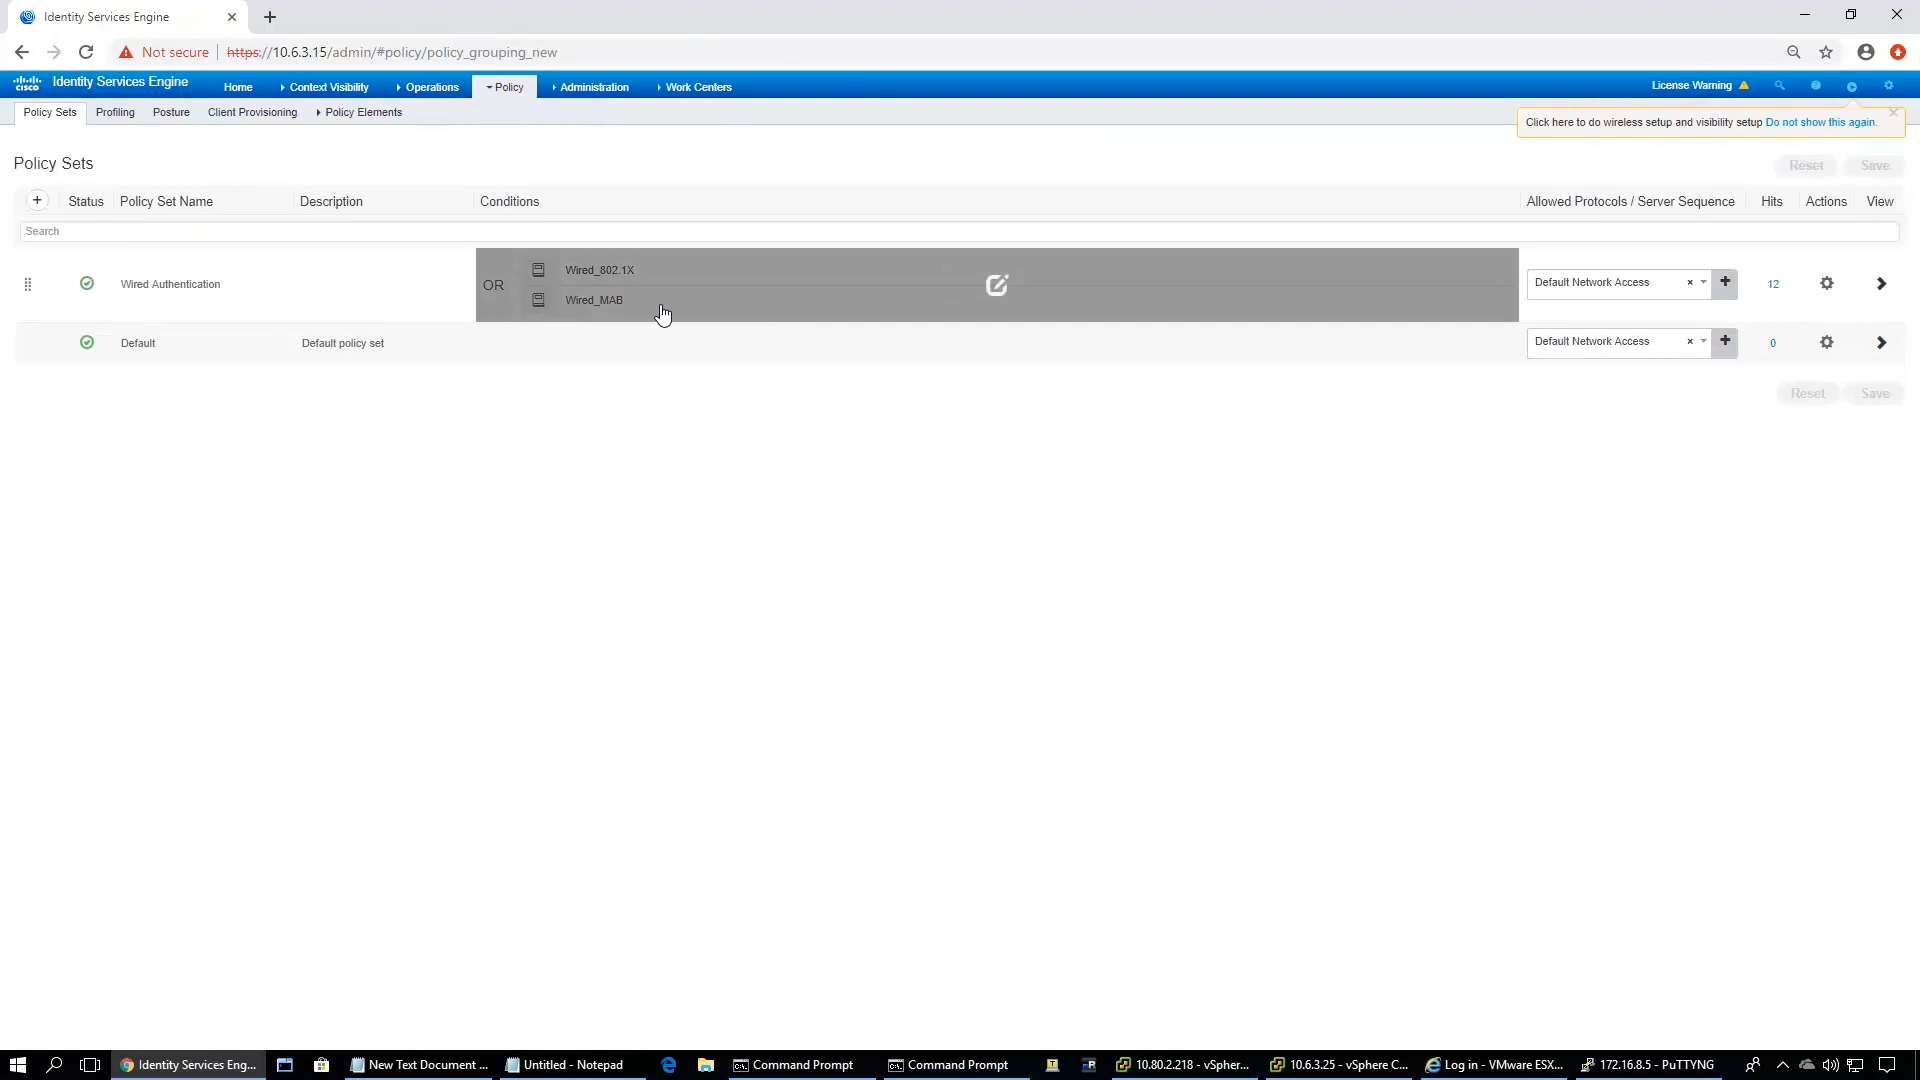 Identity Services Engine
Not secure https://10.6.3.15/admin/#policy/policy_grouping_new
cisco Identity Services Engine Home Context Visibility Operations Policy Administration Work Centers License Warning
Policy Sets Profiling Posture Client Provisioning Policy Elements
Click here to do wireless setup and visibility setup Do not show this again.
Policy Sets Reset Save
Status Policy Set Name Description Conditions Allowed Protocols / Server Sequence Hits Actions View
Search
Wired Authentication OR Wired_802.1X Default Network Access 12
Wired_MAB
Default Default policy set Default Network Access 0
Reset Save
Identity Services Eng... New Text Document ... Untitled - Notepad Command Prompt Command Prompt 10.80.2.218 - vSpher... 10.6.3.25 - vSphere C... Log in - VMware ESX... 172.16.8.5 - PuTTYNG